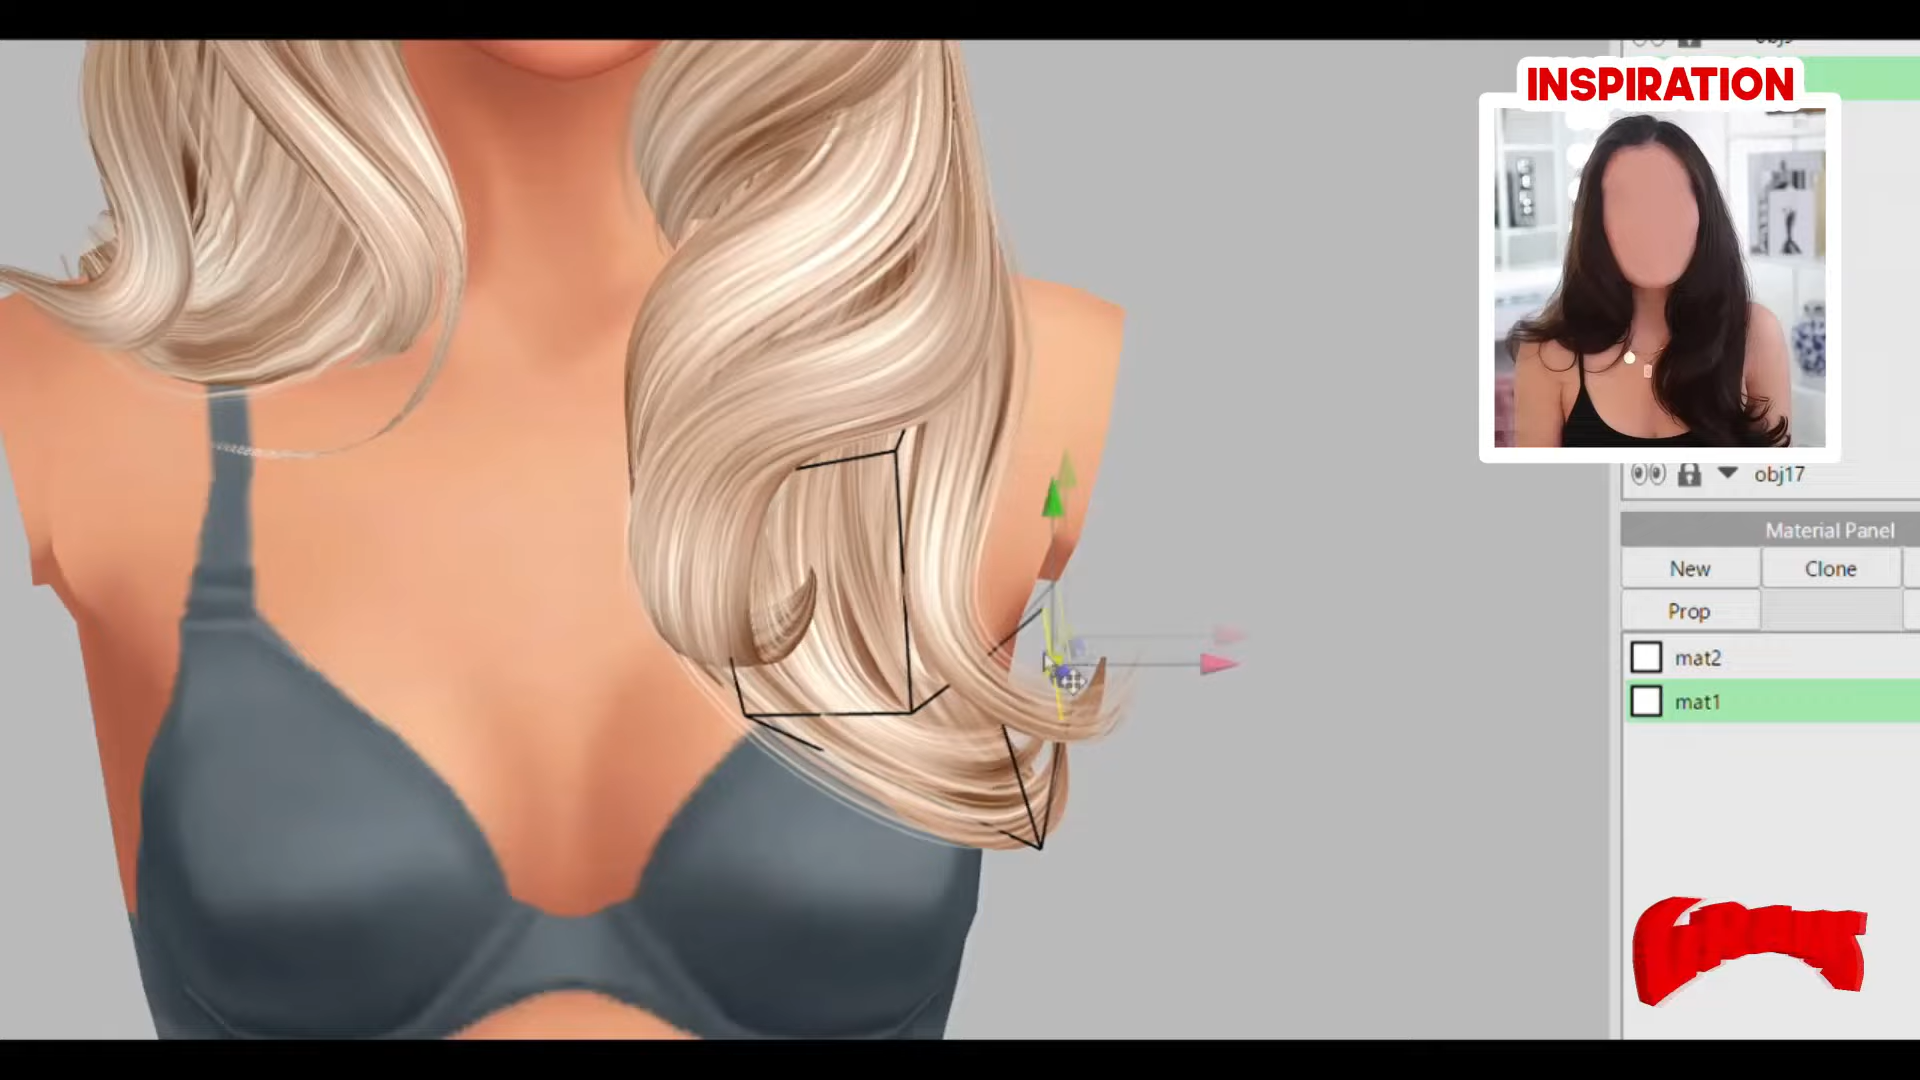 INSPIRATION
obj17
Material Panel
New
Clone
Prop
mat2
mat1